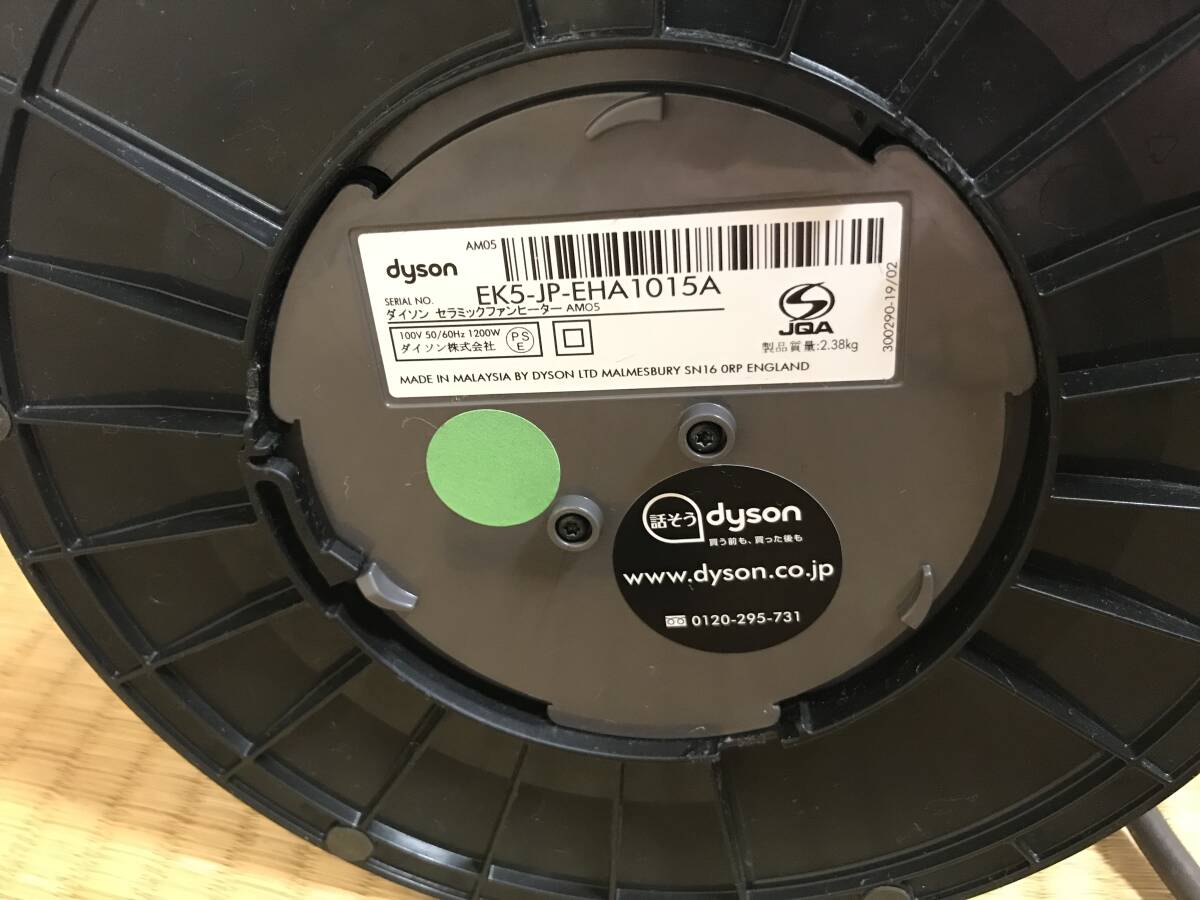 AM05
dyson
SERIAL NO. EK5-JP-EHA1015A
ダイソン セラミックファンヒーター AM05
100V 50/60Hz 1200W
ダイソン株式会社
PS
E
JQA
製品質量:2.38kg
MADE IN MALAYSIA BY DYSON LTD MALMESBURY SN16 0RP ENGLAND
300290-19/02
話そう dyson
買う前も、買った後も
www.dyson.co.jp
0120-295-731